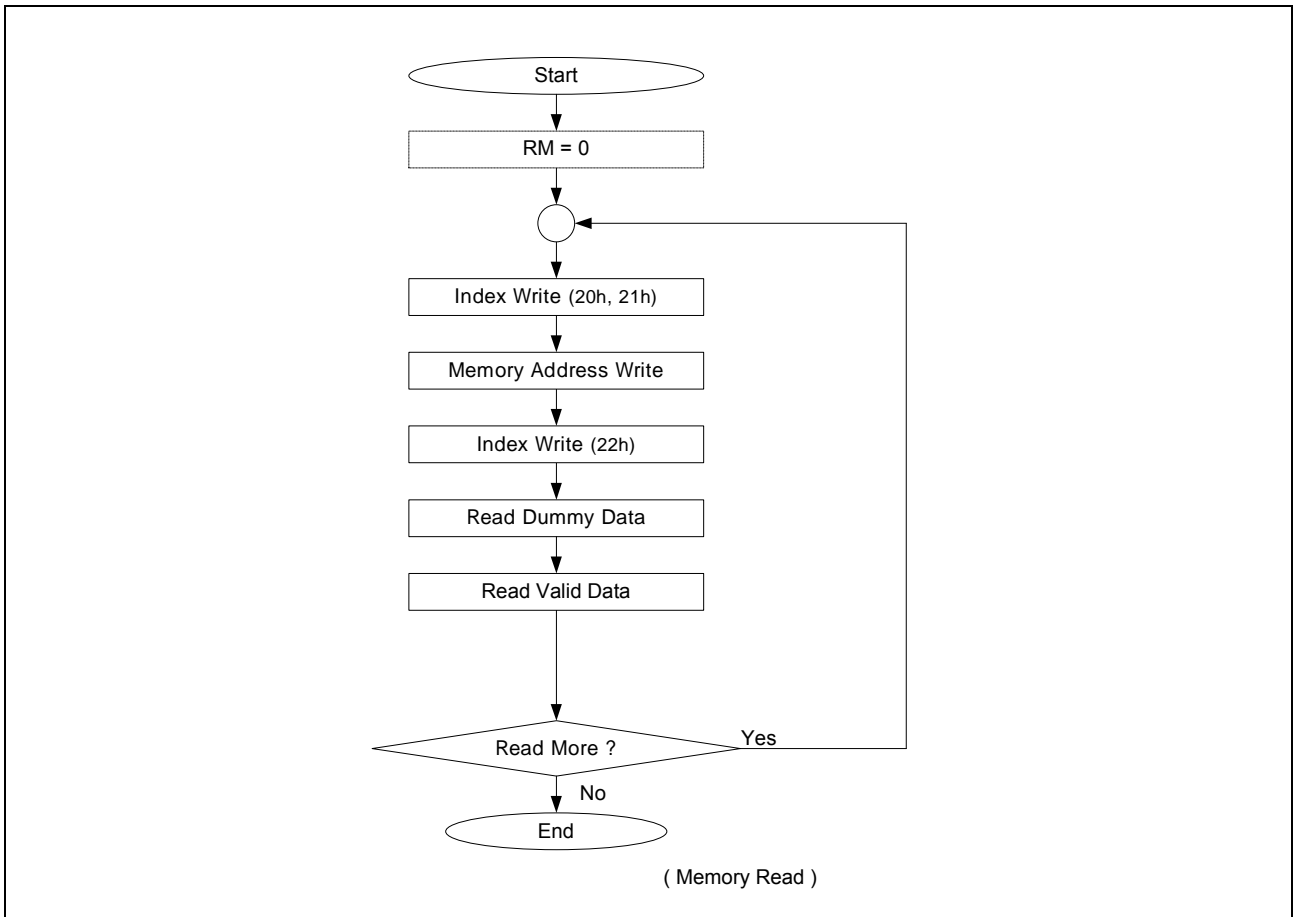 Start
RM = 0
Index Write (20h, 21h)
Memory Address Write
Index Write (22h)
Read Dummy Data
Read Valid Data
Read More ?
Yes
No
End
( Memory Read )